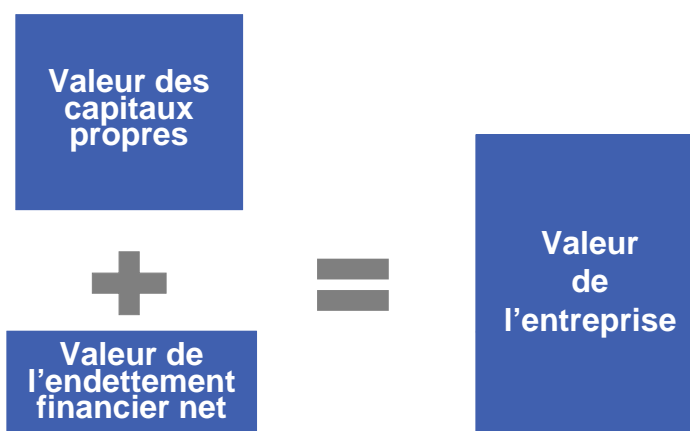 Valeur des
capitaux
propres
Valeur de
l’endettement
financier net
Valeur
de
l’entreprise